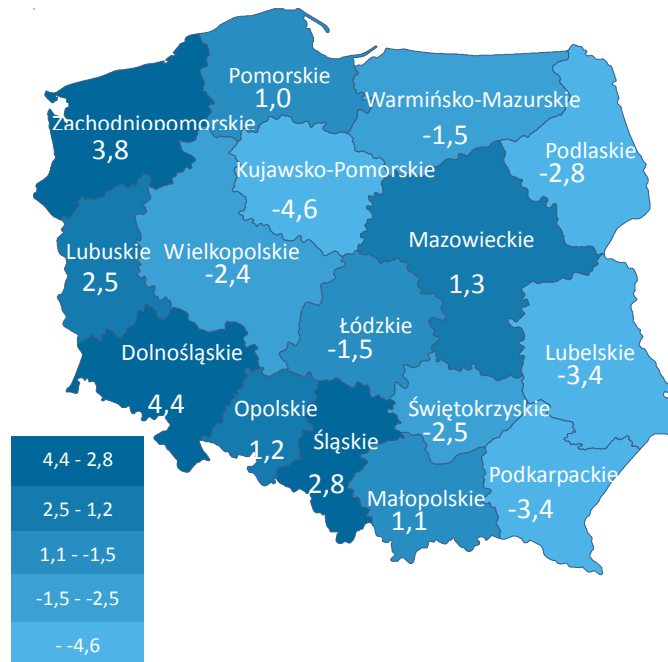 Pomorskie
1,0
Warmińsko-Mazurskie
-1,5
Zachodniopomorskie
3,8
Podlaskie
-2,8
Kujawsko-Pomorskie
-4,6
Mazowieckie
1,3
Lubuskie
2,5
Wielkopolskie
-2,4
Łódzkie
-1,5
Lubelskie
-3,4
Dolnośląskie
4,4
Opolskie
1,2
Śląskie
2,8
Świętokrzyskie
-2,5
Podkarpackie
-3,4
Małopolskie
1,1
4,4 - 2,8
2,5 - 1,2
1,1 - -1,5
-1,5 - -2,5
- -4,6